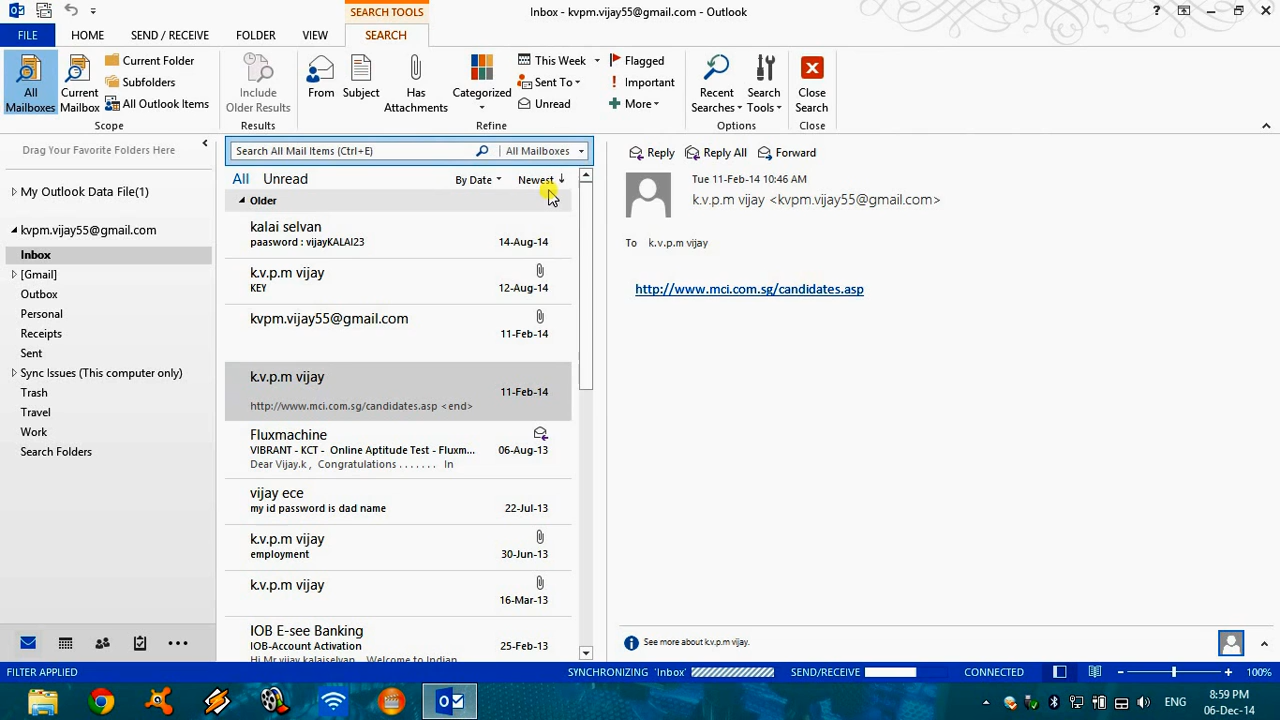 SEARCH TOOLS
Inbox - kvpm.vijay55@gmail.com - Outlook
FILE HOME SEND / RECEIVE FOLDER VIEW SEARCH
All Mailboxes
Current Mailbox
Current Folder
Subfolders
All Outlook Items
Scope
Include Older Results
Results
From
Subject
Has Attachments
Categorized
This Week
Sent To
Unread
Flagged
Important
More
Refine
Recent Searches
Search Tools
Options
Close Search
Close
Drag Your Favorite Folders Here
My Outlook Data File(1)
kvpm.vijay55@gmail.com
Inbox
[Gmail]
Outbox
Personal
Receipts
Sent
Sync Issues (This computer only)
Trash
Travel
Work
Search Folders
Search All Mail Items (Ctrl+E) All Mailboxes
All Unread By Date Newest
Older
kalai selvan
paasword : vijayKALAI23 14-Aug-14
k.v.p.m vijay
KEY 12-Aug-14
kvpm.vijay55@gmail.com
11-Feb-14
k.v.p.m vijay
11-Feb-14
http://www.mci.com.sg/candidates.asp <end>
Fluxmachine
VIBRANT - KCT - Online Aptitude Test - Fluxm... 06-Aug-13
Dear Vijay.k , Congratulations . . . . . . . In
vijay ece
my id password is dad name 22-Jul-13
k.v.p.m vijay
employment 30-Jun-13
k.v.p.m vijay
16-Mar-13
IOB E-see Banking
IOB-Account Activation 25-Feb-13
Hi Mr vijay kalaiselvan, Welcome to Indian
Reply Reply All Forward
Tue 11-Feb-14 10:46 AM
k.v.p.m vijay <kvpm.vijay55@gmail.com>
To k.v.p.m vijay
http://www.mci.com.sg/candidates.asp
See more about k.v.p.m vijay.
FILTER APPLIED SYNCHRONIZING 'Inbox' SEND/RECEIVE CONNECTED 100%
ENG
8:59 PM
06-Dec-14